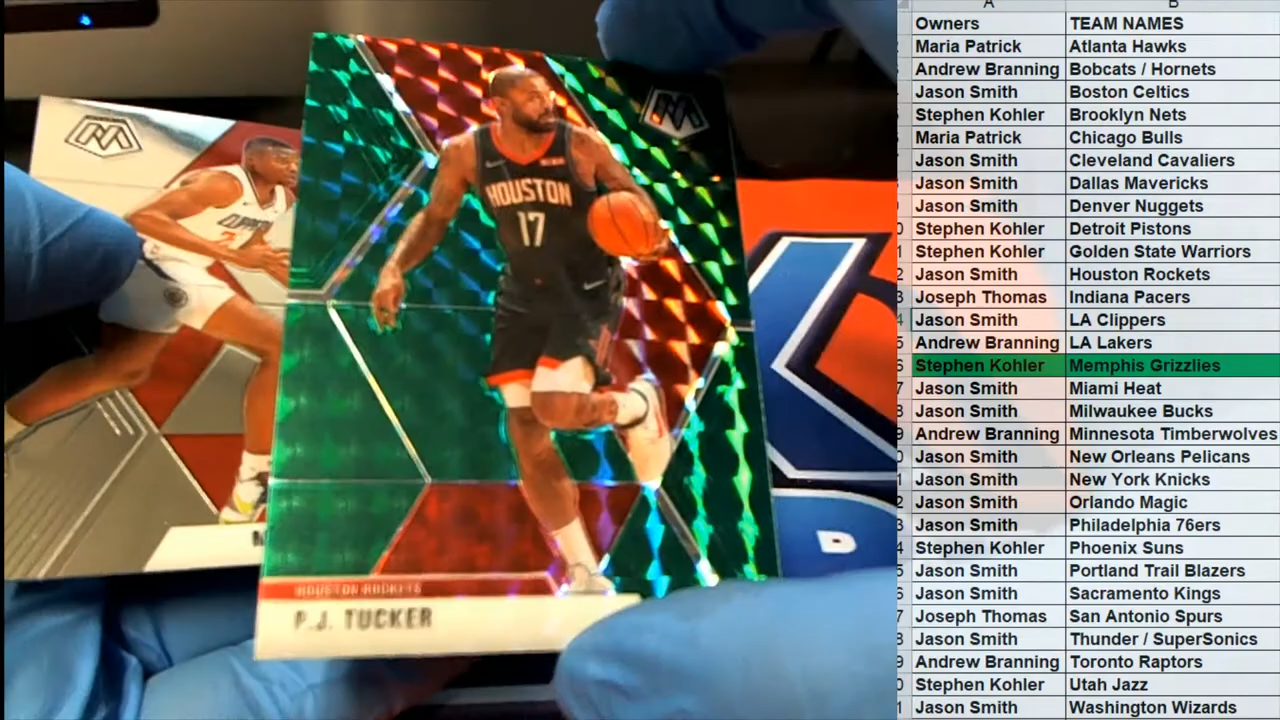 A B
Owners TEAM NAMES
Maria Patrick Atlanta Hawks
Andrew Branning Bobcats / Hornets
Jason Smith Boston Celtics
Stephen Kohler Brooklyn Nets
Maria Patrick Chicago Bulls
Jason Smith Cleveland Cavaliers
Jason Smith Dallas Mavericks
Jason Smith Denver Nuggets
Stephen Kohler Detroit Pistons
Stephen Kohler Golden State Warriors
Jason Smith Houston Rockets
Joseph Thomas Indiana Pacers
Jason Smith LA Clippers
Andrew Branning LA Lakers
Stephen Kohler Memphis Grizzlies
Jason Smith Miami Heat
Jason Smith Milwaukee Bucks
Andrew Branning Minnesota Timberwolves
Jason Smith New Orleans Pelicans
Jason Smith New York Knicks
Jason Smith Orlando Magic
Jason Smith Philadelphia 76ers
Stephen Kohler Phoenix Suns
Jason Smith Portland Trail Blazers
Jason Smith Sacramento Kings
Joseph Thomas San Antonio Spurs
Jason Smith Thunder / SuperSonics
Andrew Branning Toronto Raptors
Stephen Kohler Utah Jazz
Jason Smith Washington Wizards
HOUSTON
17
HOUSTON ROCKETS
P.J. TUCKER
CLIPPERS